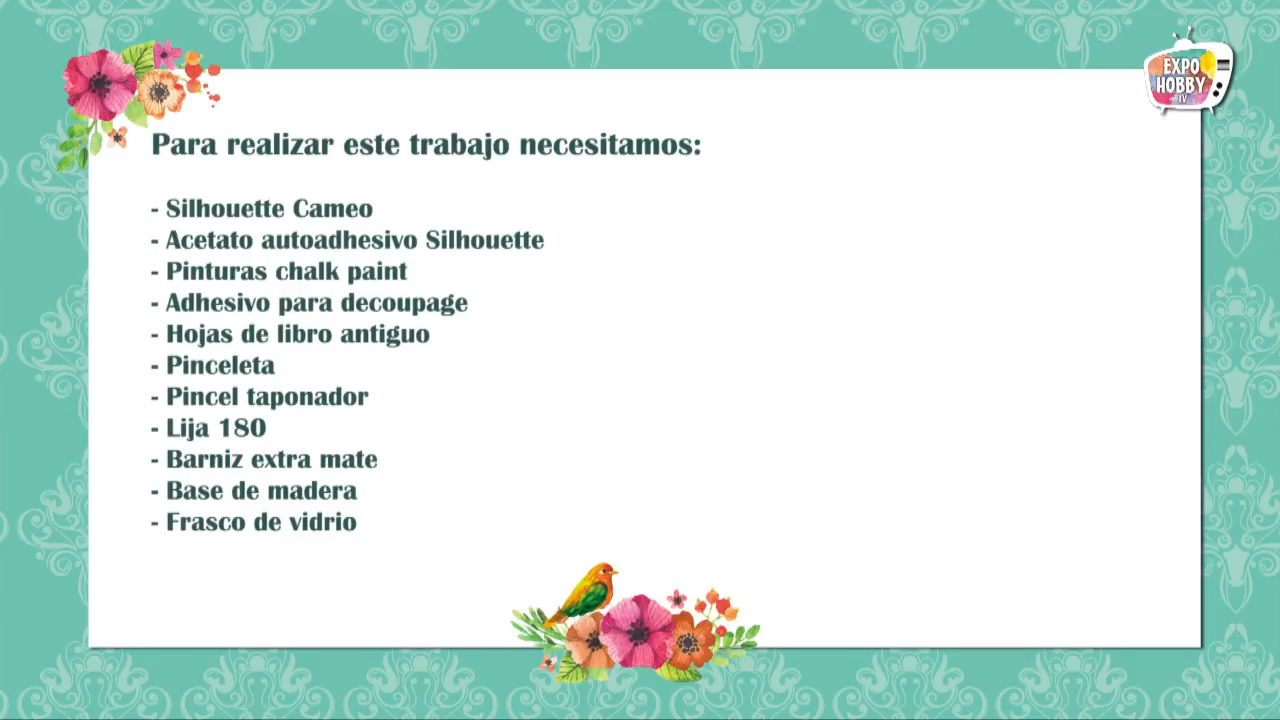 EXPO
HOBBY
TV
Para realizar este trabajo necesitamos:
- Silhouette Cameo
- Acetato autoadhesivo Silhouette
- Pinturas chalk paint
- Adhesivo para decoupage
- Hojas de libro antiguo
- Pinceleta
- Pincel taponador
- Lija 180
- Barniz extra mate
- Base de madera
- Frasco de vidrio